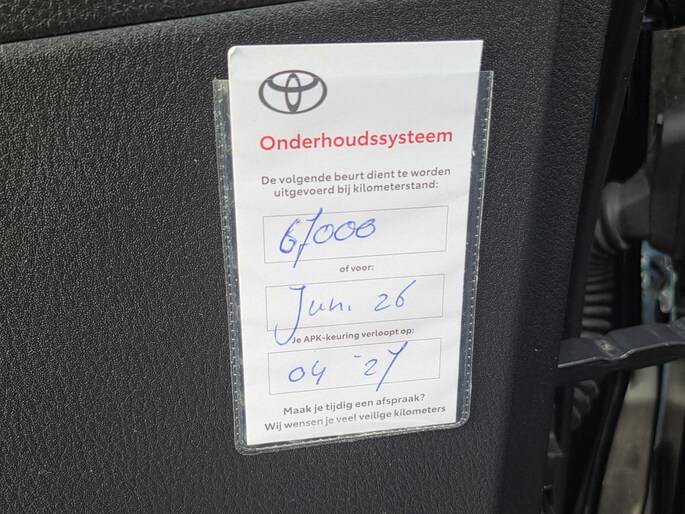 Onderhoudssysteem
De volgende beurt dient te worden
uitgevoerd bij kilometerstand:
67000
of voor:
Jun. 26
Je APK-keuring verloopt op:
04 - 27
Maak je tijdig een afspraak?
Wij wensen je veel veilige kilometers